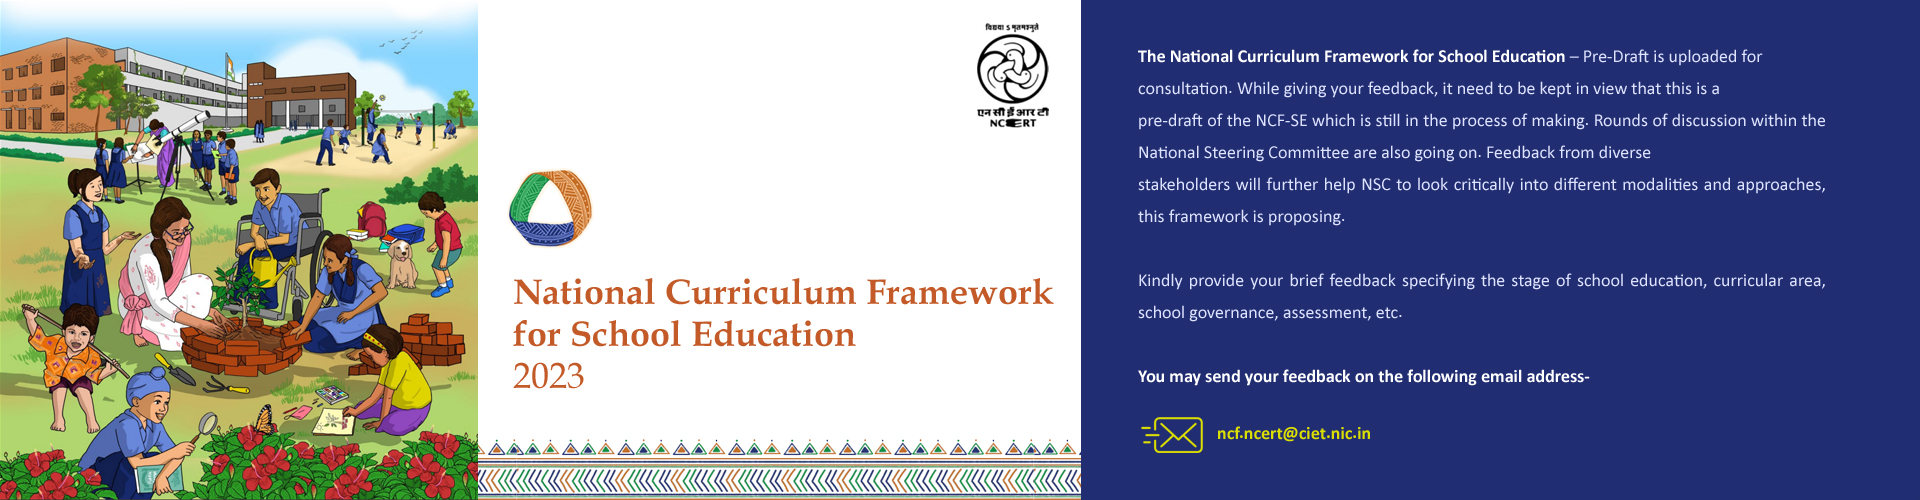 विद्यया ऽ मृतमश्नुते
एन सी ई आर टी
NCERT
National Curriculum Framework
for School Education
2023
The National Curriculum Framework for School Education – Pre-Draft is uploaded for
consultation. While giving your feedback, it need to be kept in view that this is a
pre-draft of the NCF-SE which is still in the process of making. Rounds of discussion within the
National Steering Committee are also going on. Feedback from diverse
stakeholders will further help NSC to look critically into different modalities and approaches,
this framework is proposing.
Kindly provide your brief feedback specifying the stage of school education, curricular area,
school governance, assessment, etc.
You may send your feedback on the following email address-
ncf.ncert@ciet.nic.in